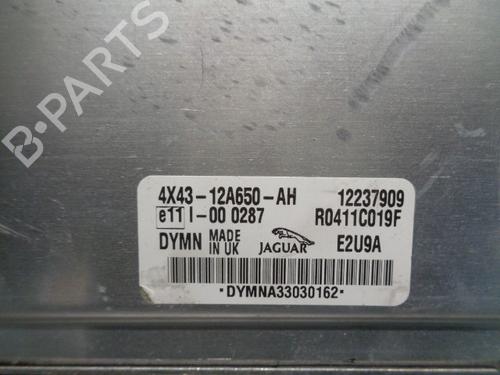 B-PARTS
4X43-12A650-AH 12237909
e11 I-00 0287 R0411C019F
DYMN MADE IN UK JAGUAR E2U9A
·DYMNA33030162·